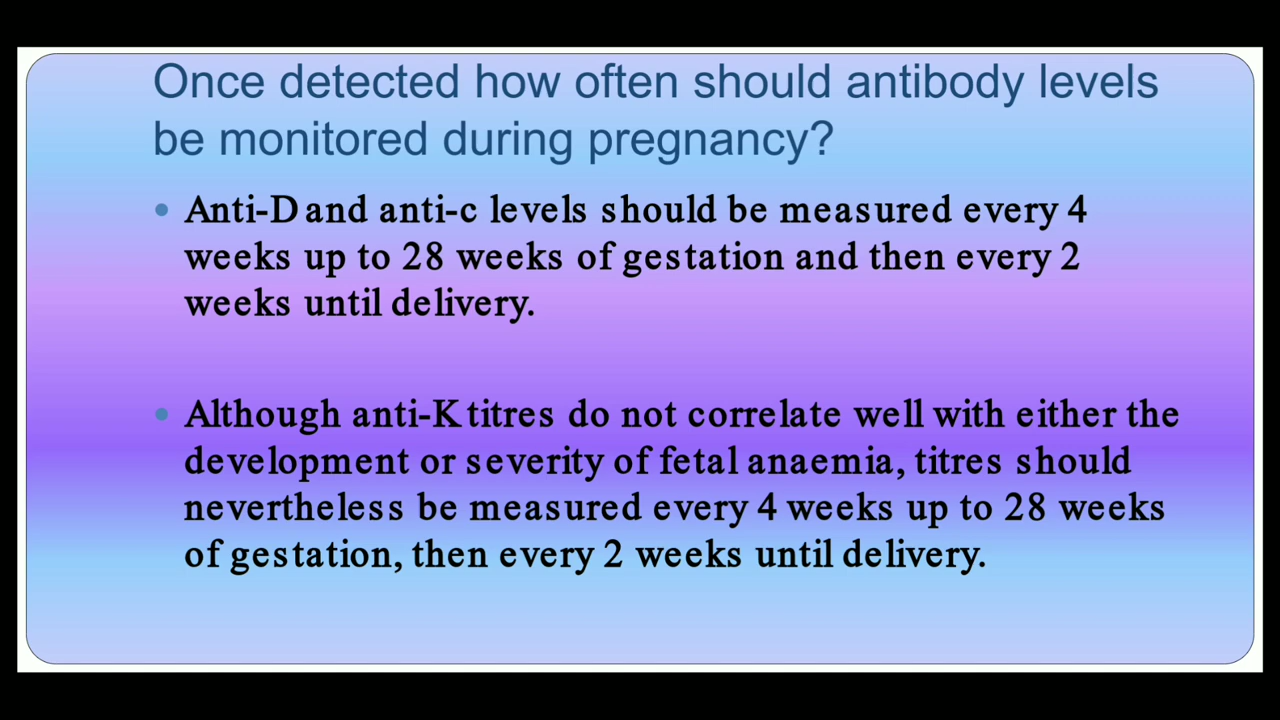 Once detected how often should antibody levels
be monitored during pregnancy?
• Anti-D and anti-c levels should be measured every 4
weeks up to 28 weeks of gestation and then every 2
weeks until delivery.
• Although anti-K titres do not correlate well with either the
development or severity of fetal anaemia, titres should
nevertheless be measured every 4 weeks up to 28 weeks
of gestation, then every 2 weeks until delivery.